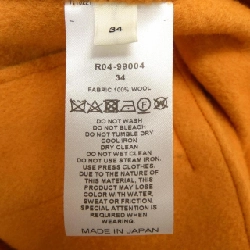 34
R04-99004
34
FABRIC 100% WOOL
DO NOT WASH
DO NOT BLEACH
DO NOT TUMBLE DRY
COOL IRON
DO NOT DRY CLEAN
DO NOT WET CLEAN
DO NOT USE STEAM IRON.
USE PRESS CLOTHES.
DUE TO THE NATURE OF
THIS MATERIAL, THE
PRODUCT MAY LOSE
COLOR WITH WATER,
SWEAT OR FRICTION.
SPECIAL ATTENTION
IS REQUIRED WHEN
MADE IN JAPAN